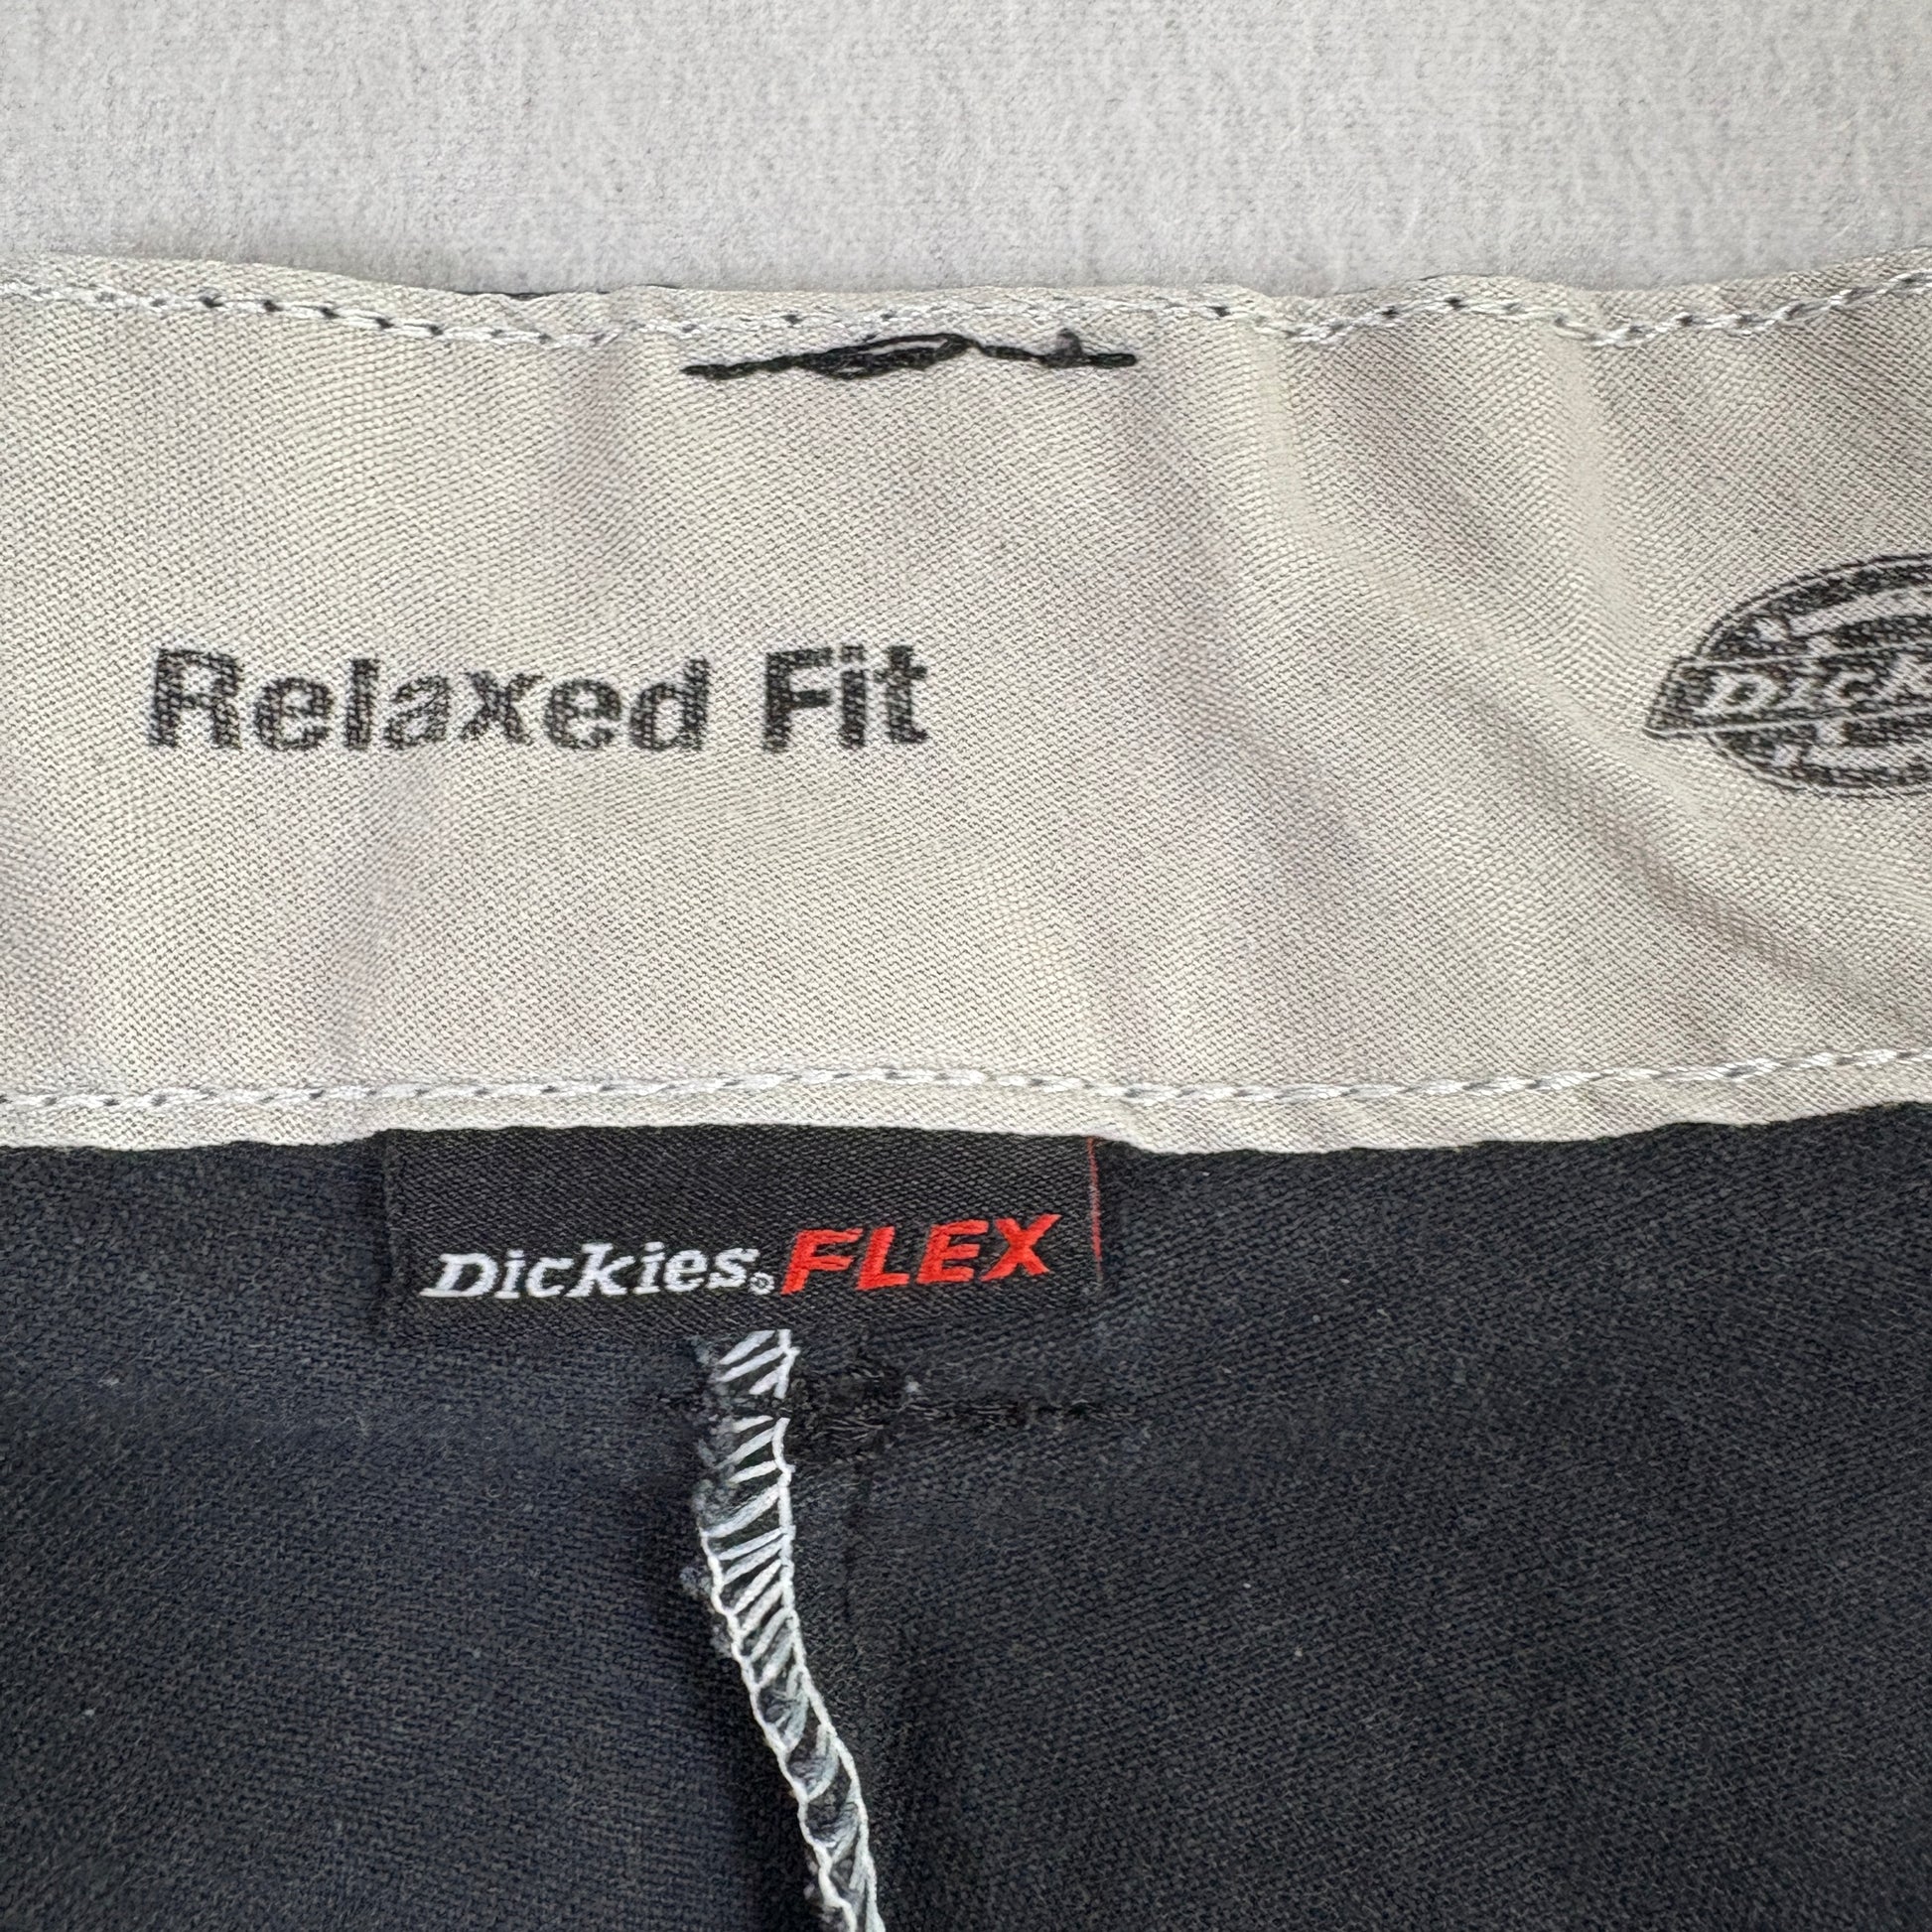 Relaxed Fit
Dickies® FLEX